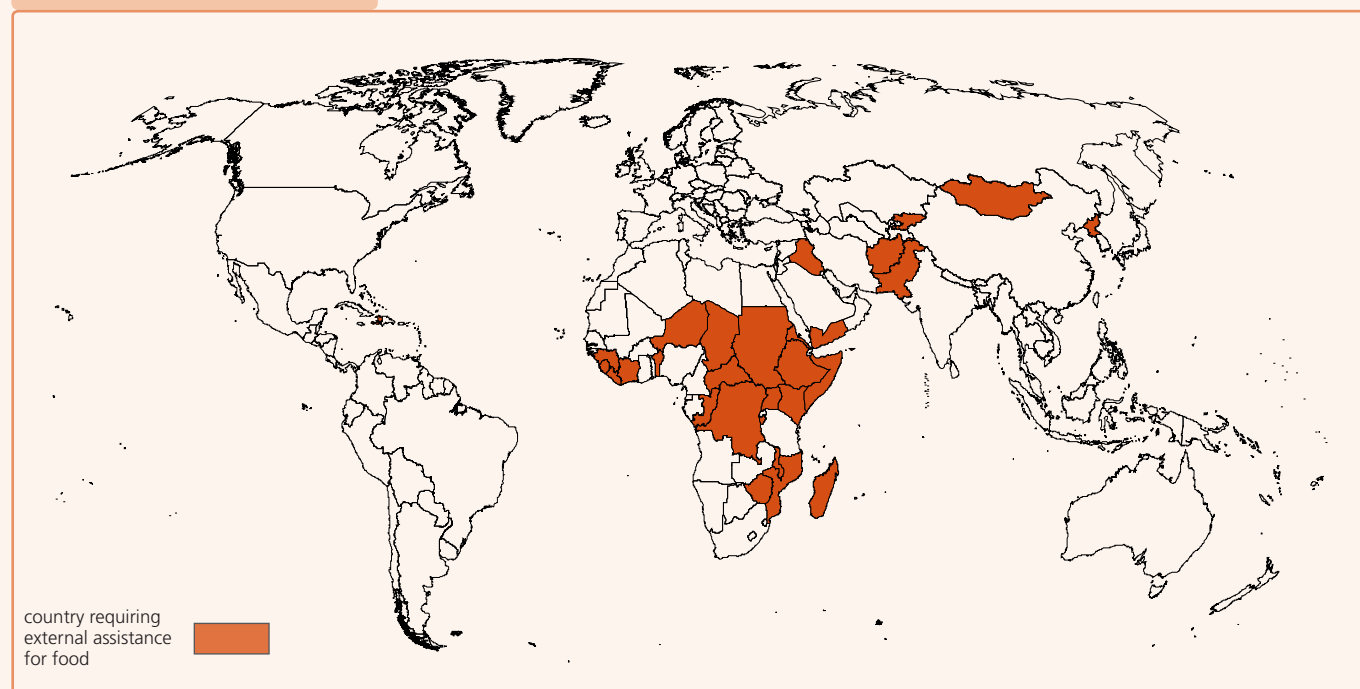 country requiring
external assistance
for food